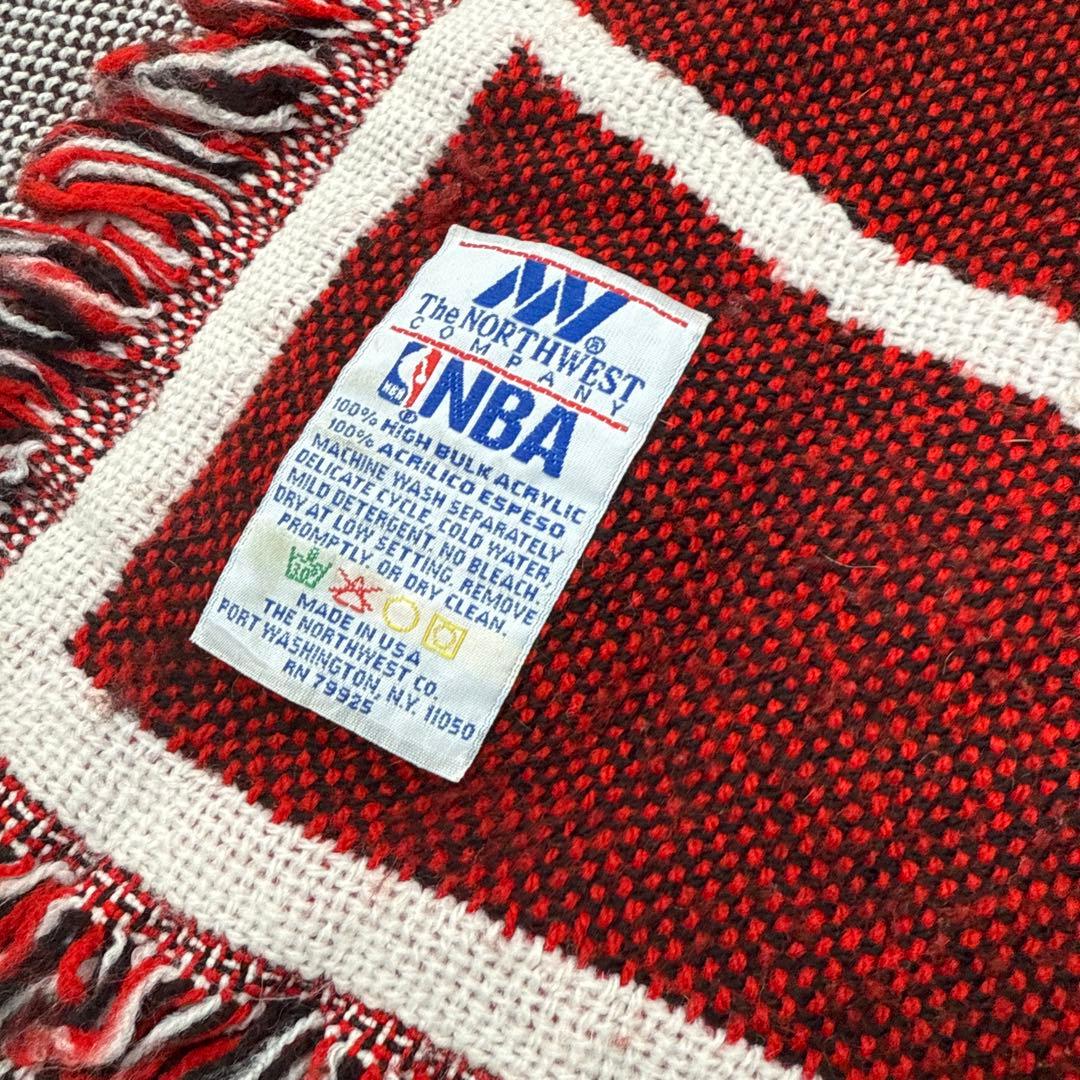 The NORTHWEST®
COMPANY
NBA NBA
®
100% HIGH BULK ACRYLIC
100% ACRILICO ESPESO
MACHINE WASH SEPARATELY
DELICATE CYCLE, COLD WATER,
MILD DETERGENT, NO BLEACH.
DRY AT LOW SETTING, REMOVE
PROMPTLY, OR DRY CLEAN.
30°
MADE IN USA
THE NORTHWEST CO.
PORT WASHINGTON, N.Y. 11050
RN 79925